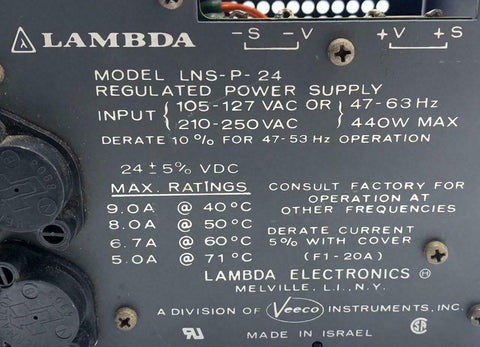 LAMBDA
-S -V +V +S
MODEL LNS-P-24
REGULATED POWER SUPPLY
INPUT {105-127 VAC OR {47-63 Hz
210-250 VAC 440W MAX
DERATE 10% FOR 47-53 Hz OPERATION
24 ± 5% VDC
MAX. RATINGS
9.0A @ 40°C
8.0A @ 50°C
6.7A @ 60°C
5.0A @ 71°C
CONSULT FACTORY FOR
OPERATION AT
OTHER FREQUENCIES
DERATE CURRENT
5% WITH COVER
(F1-20A)
LAMBDA ELECTRONICS Ⓗ
MELVILLE, L.I., N.Y.
A DIVISION OF Veeco INSTRUMENTS, INC.
MADE IN ISRAEL